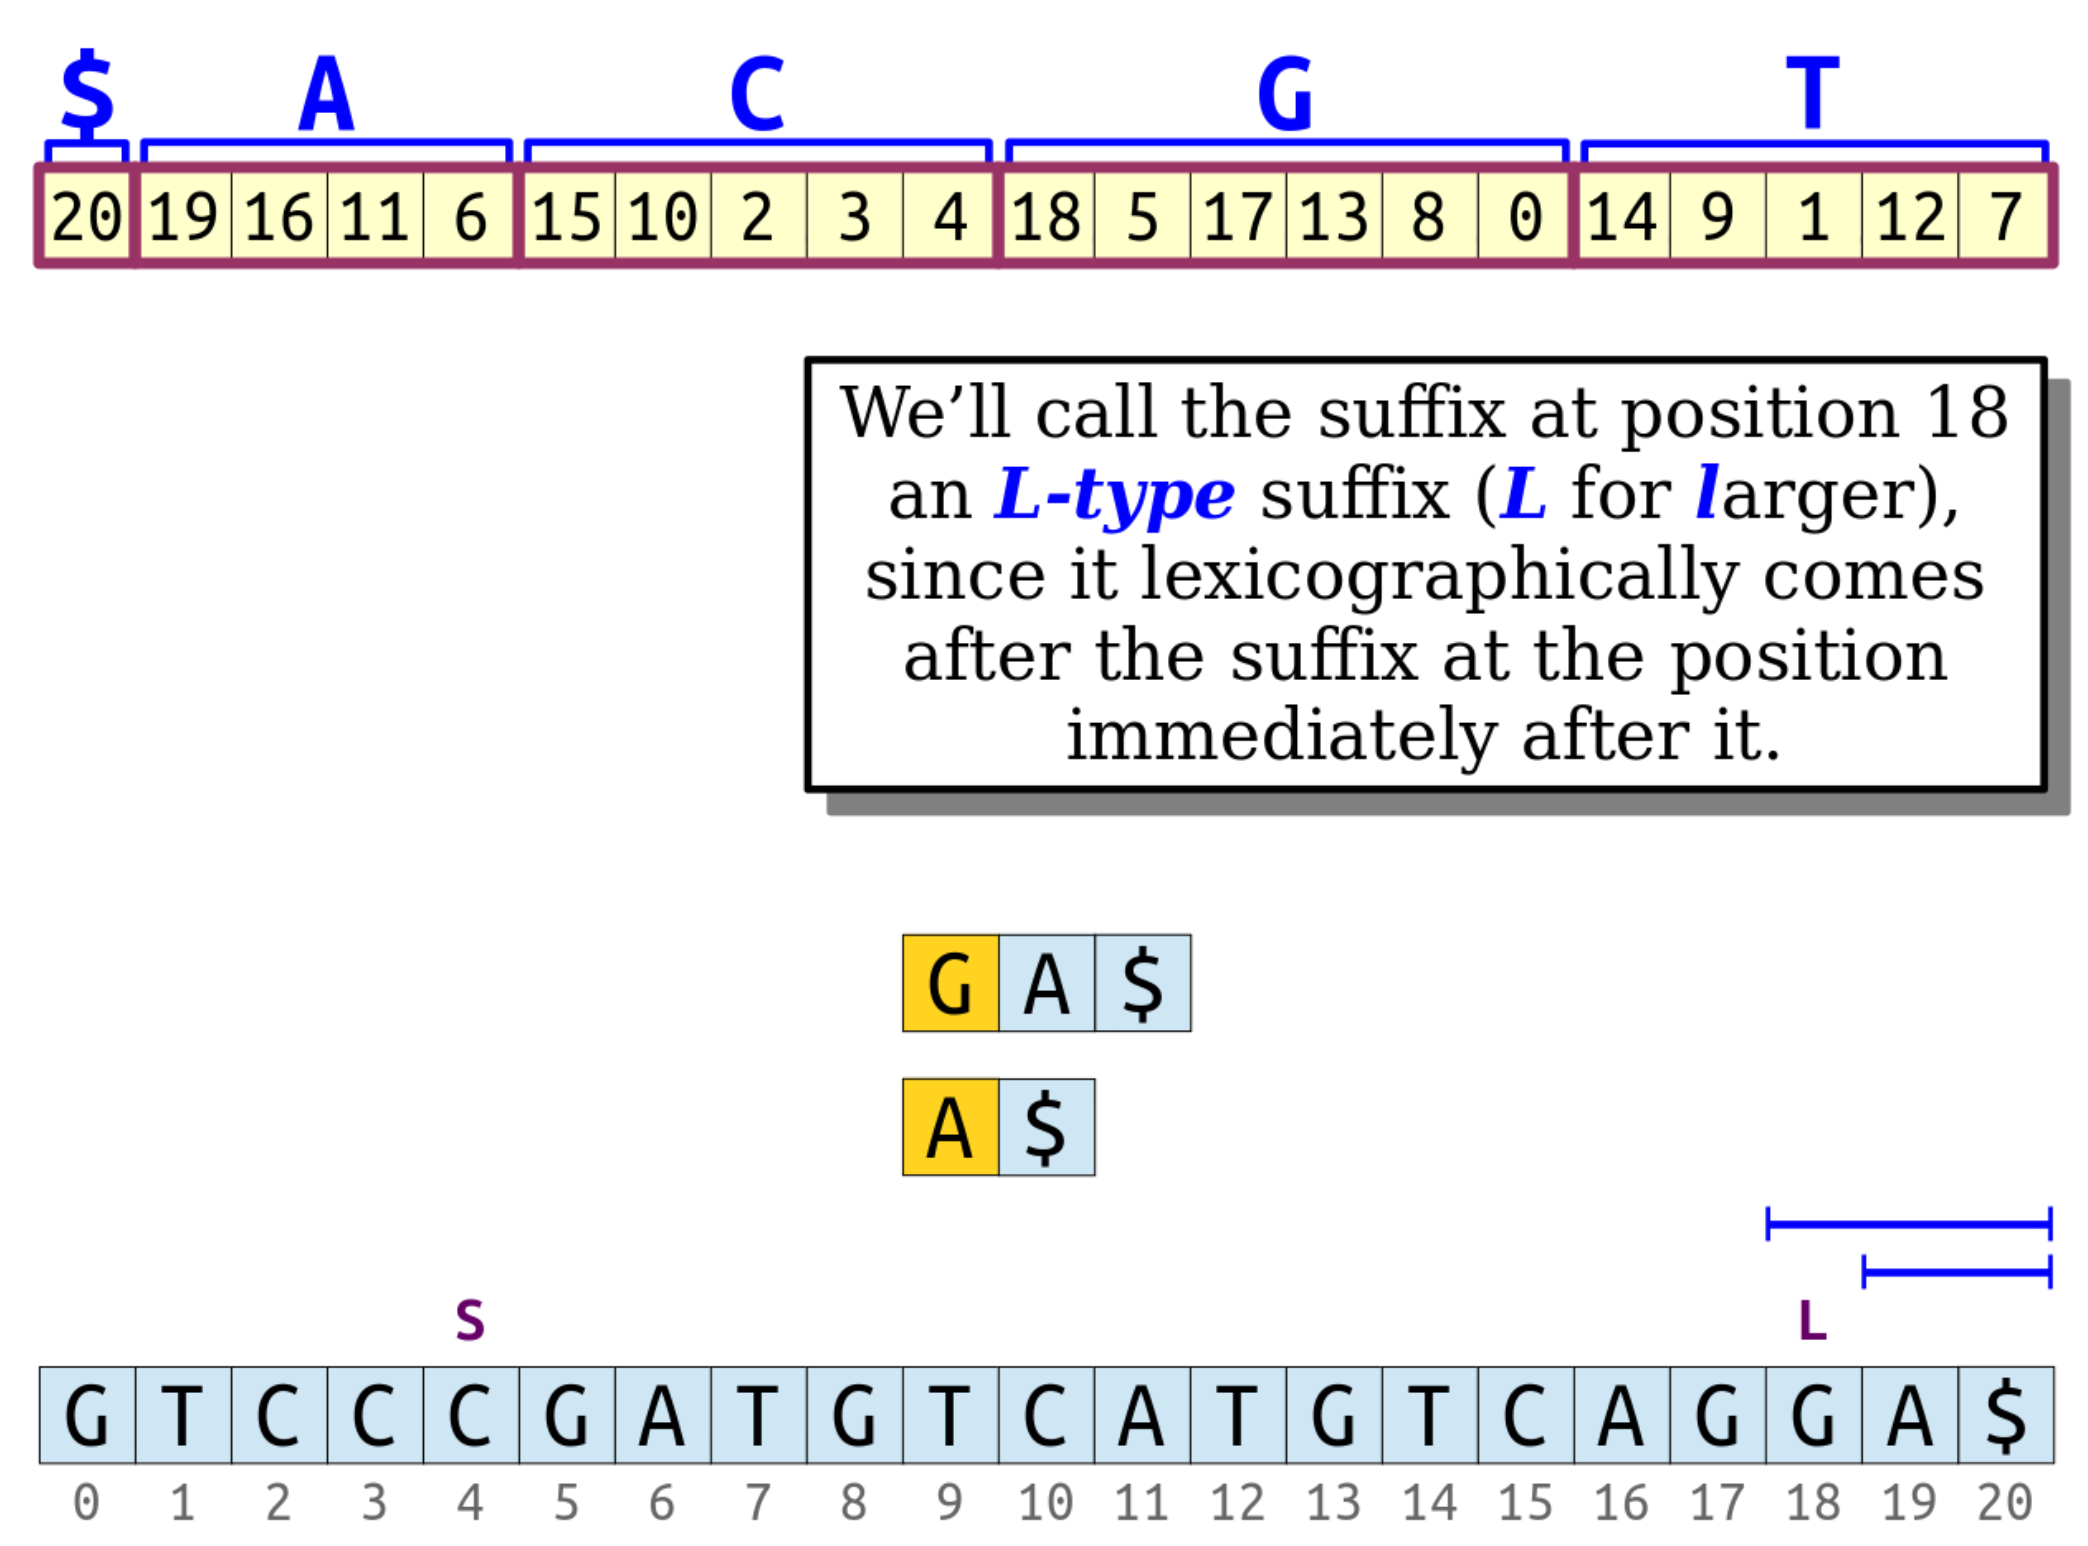 $ A C G T
20 19 16 11 6 15 10 2 3 4 18 5 17 13 8 0 14 9 1 12 7
We’ll call the suffix at position 18
an L-type suffix (L for larger),
since it lexicographically comes
after the suffix at the position
immediately after it.
G A $
A $
S L
G T C C C G A T G T C A T G T C A G G A $
0 1 2 3 4 5 6 7 8 9 10 11 12 13 14 15 16 17 18 19 20